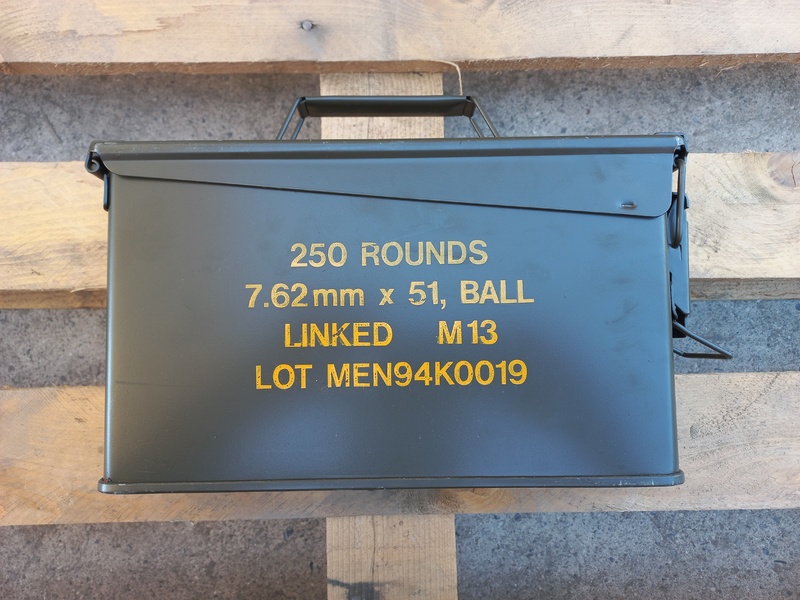 250 ROUNDS
7.62mm x 51, BALL
LINKED M13
LOT MEN94K0019